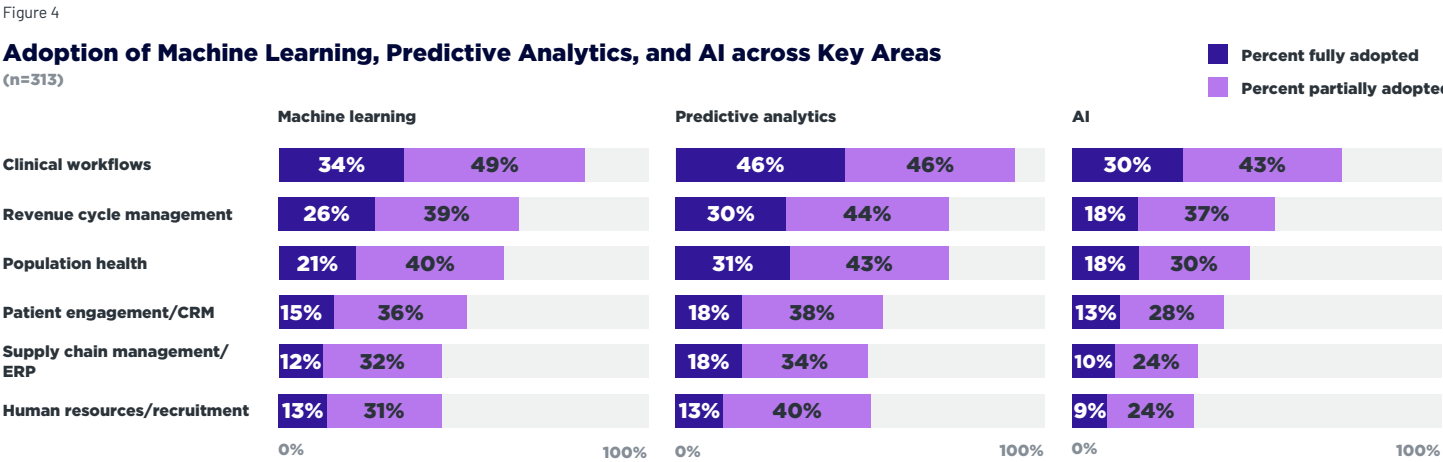 Figure 4
Adoption of Machine Learning, Predictive Analytics, and AI across Key Areas
(n=313)
Percent fully adopted
Percent partially adopted
Machine learning
Predictive analytics
AI
Clinical workflows
34% 49%
46% 46%
30% 43%
Revenue cycle management
26% 39%
30% 44%
18% 37%
Population health
21% 40%
31% 43%
18% 30%
Patient engagement/CRM
15% 36%
18% 38%
13% 28%
Supply chain management/
ERP
12% 32%
18% 34%
10% 24%
Human resources/recruitment
13% 31%
13% 40%
9% 24%
0% 100%
0% 100%
0% 100%